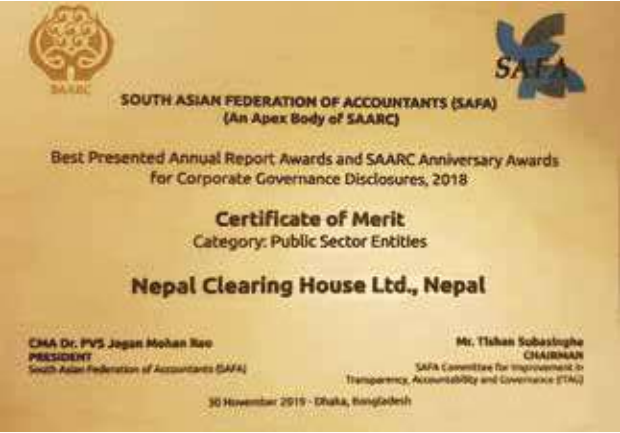 SAARC
SAFA
SOUTH ASIAN FEDERATION OF ACCOUNTANTS (SAFA)
(An Apex Body of SAARC)
Best Presented Annual Report Awards and SAARC Anniversary Awards
for Corporate Governance Disclosures, 2018
Certificate of Merit
Category: Public Sector Entities
Nepal Clearing House Ltd., Nepal
CMA Dr. PVS Jagan Mohan Rao
PRESIDENT
South Asian Federation of Accountants (SAFA)
Mr. Tishan Subasinghe
CHAIRMAN
SAFA Committee for Improvement in
Transparency, Accountability and Governance (ITAG)
30 November 2019 - Dhaka, Bangladesh